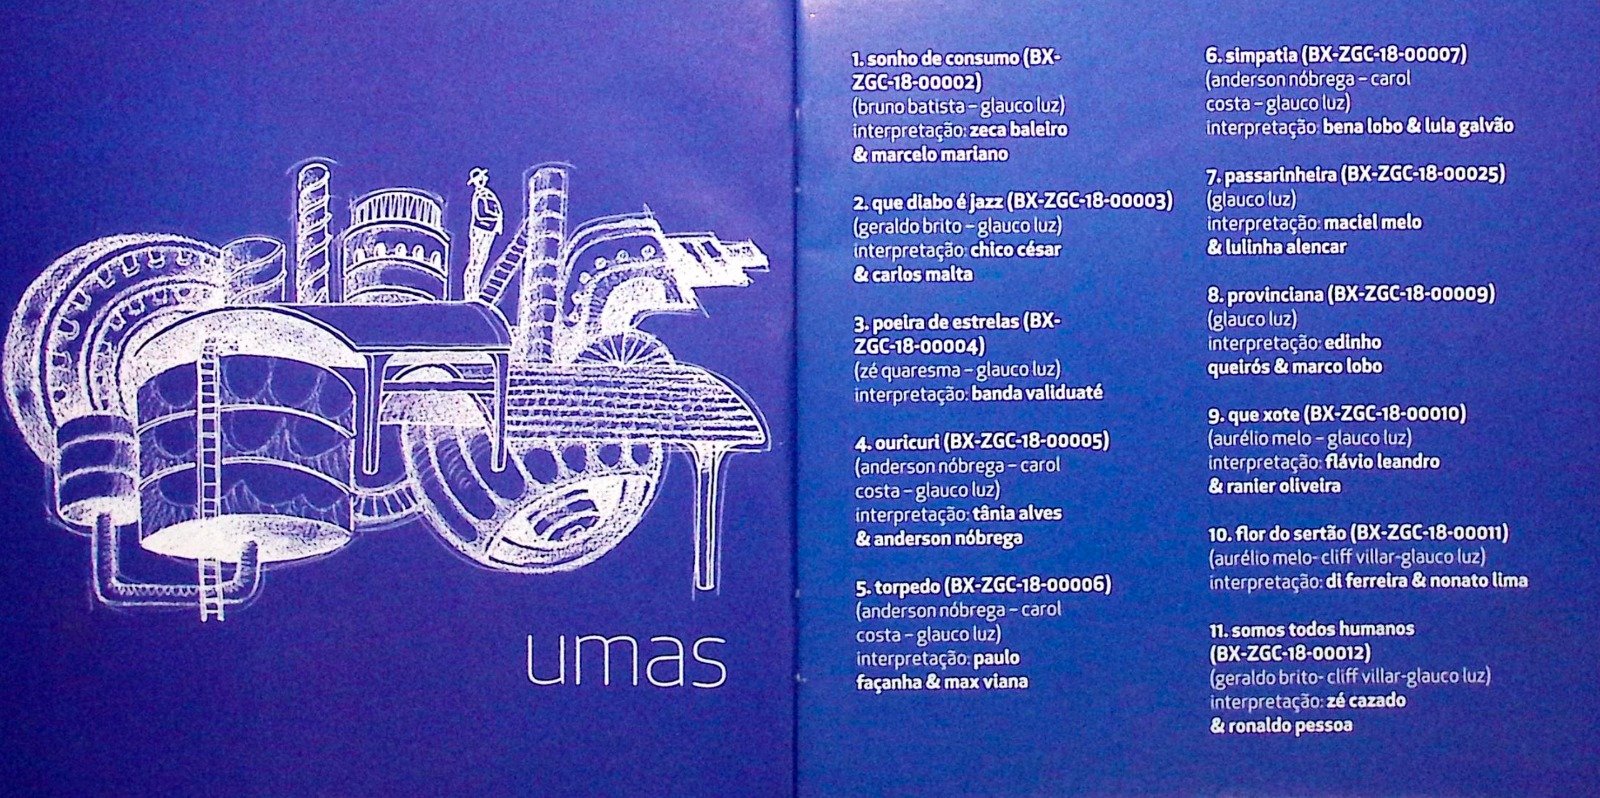 umas
1. sonho de consumo (BX-
ZGC-18-00002)
(bruno batista – glauco luz)
interpretação: zeca baleiro
& marcelo mariano
2. que diabo é jazz (BX-ZGC-18-00003)
(geraldo brito – glauco luz)
interpretação: chico césar
& carlos malta
3. poeira de estrelas (BX-
ZGC-18-00004)
(zé quaresma – glauco luz)
interpretação: banda validuaté
4. ouricuri (BX-ZGC-18-00005)
(anderson nóbrega – carol
costa – glauco luz)
interpretação: tânia alves
& anderson nóbrega
5. torpedo (BX-ZGC-18-00006)
(anderson nóbrega – carol
costa – glauco luz)
interpretação: paulo
façanha & max viana
6. simpatia (BX-ZGC-18-00007)
(anderson nóbrega – carol
costa – glauco luz)
interpretação: bena lobo & lula galvão
7. passarinheira (BX-ZGC-18-00025)
(glauco luz)
interpretação: maciel melo
& lulinha alencar
8. provinciana (BX-ZGC-18-00009)
(glauco luz)
interpretação: edinho
queirós & marco lobo
9. que xote (BX-ZGC-18-00010)
(aurélio melo – glauco luz)
interpretação: flávio leandro
& ranier oliveira
10. flor do sertão (BX-ZGC-18-00011)
(aurélio melo- cliff villar-glauco luz)
interpretação: di ferreira & nonato lima
11. somos todos humanos
(BX-ZGC-18-00012)
(geraldo brito- cliff villar-glauco luz)
interpretação: zé cazado
& ronaldo pessoa